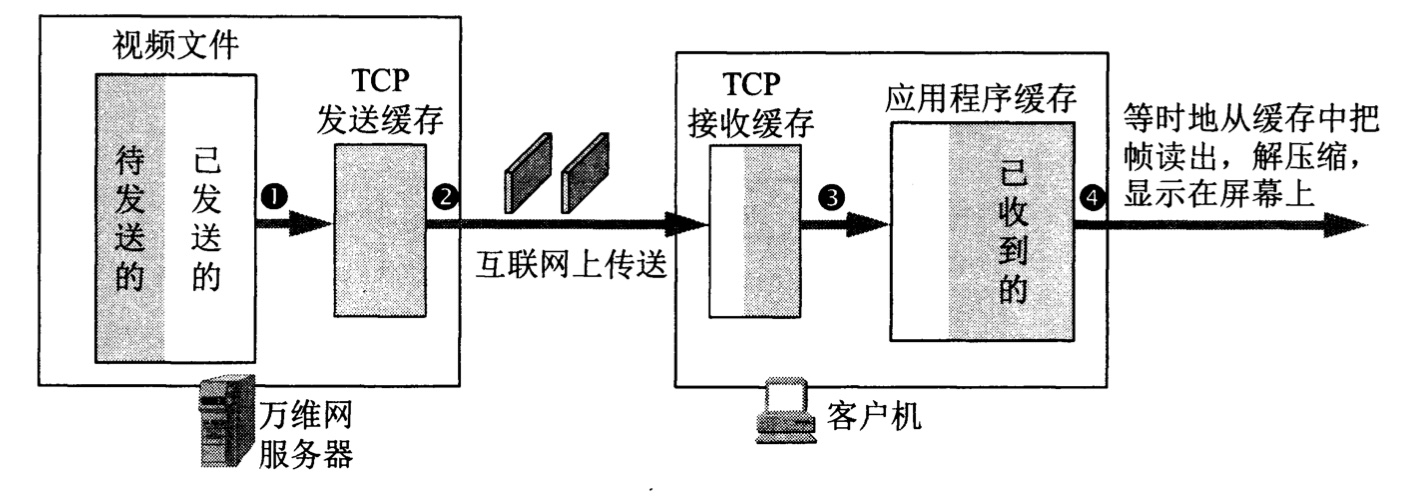 视频文件
待发送的
已发送的
❶
TCP
发送缓存
❷
互联网上传送
万维网
服务器
TCP
接收缓存
❸
应用程序缓存
已收到的
❹
等时地从缓存中把
帧读出，解压缩，
显示在屏幕上
客户机